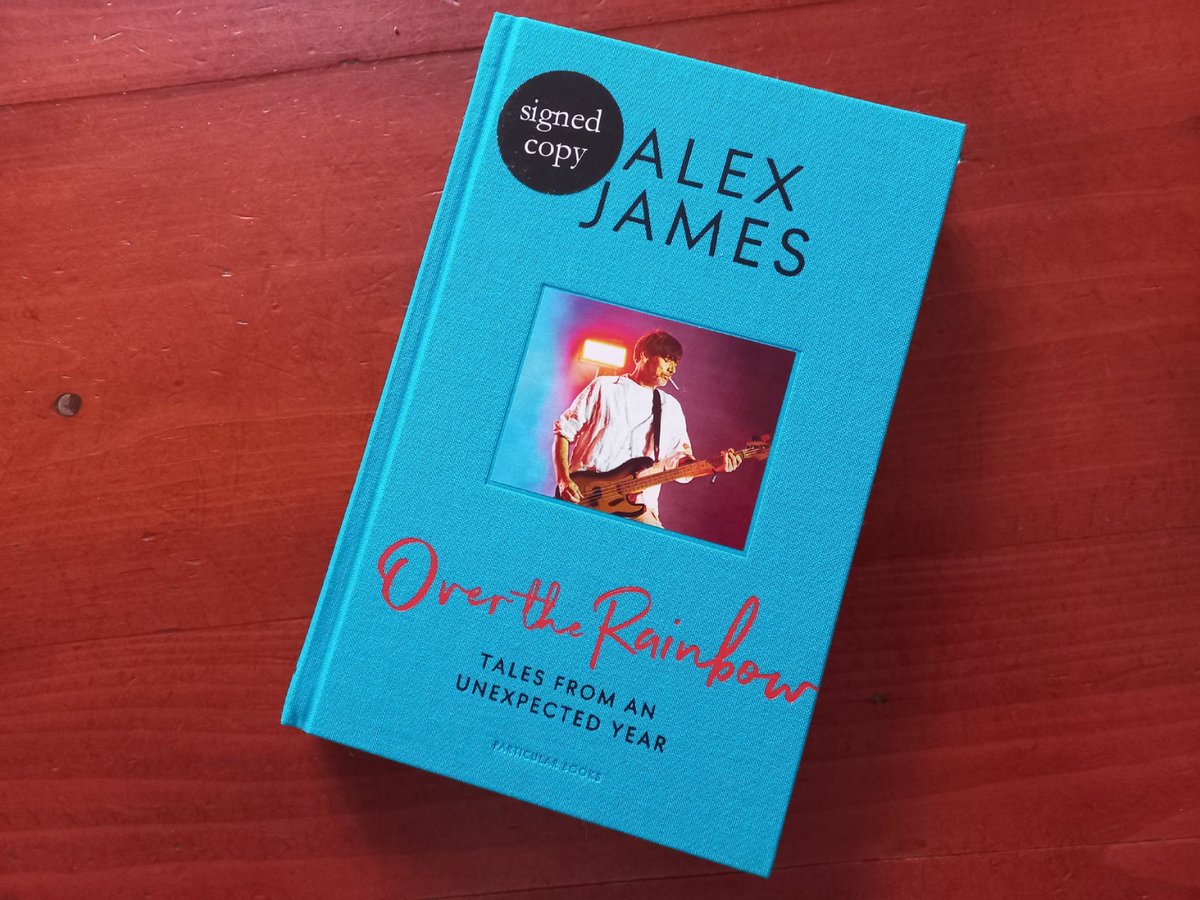 signed
copy
ALEX
JAMES
Over the Rainbow
TALES FROM AN
UNEXPECTED YEAR
PARTICULAR BOOKS